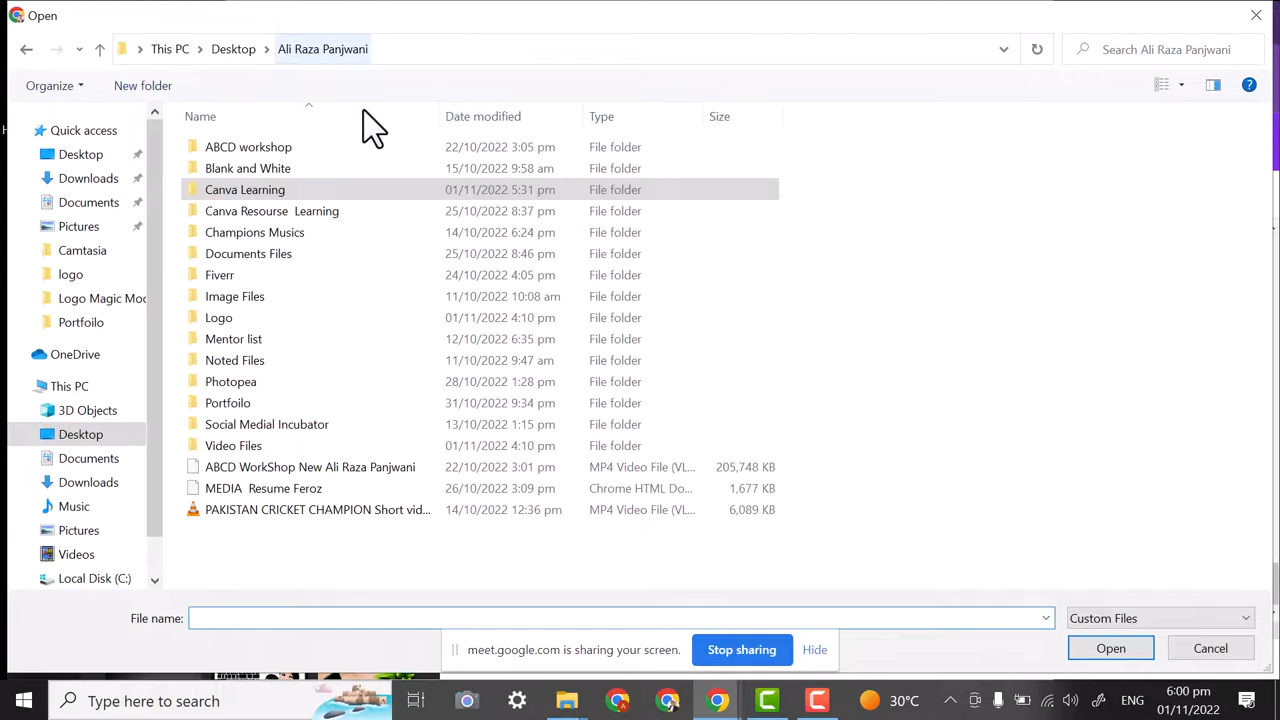 Open
This PC > Desktop > Ali Raza Panjwani
Search Ali Raza Panjwani
Organize
New folder
Name
Date modified
Type
Size
Quick access
Desktop
Downloads
Documents
Pictures
Camtasia
logo
Logo Magic Moc
Portfoilo
OneDrive
This PC
3D Objects
Desktop
Documents
Downloads
Music
Pictures
Videos
Local Disk (C:)
ABCD workshop 22/10/2022 3:05 pm File folder
Blank and White 15/10/2022 9:58 am File folder
Canva Learning 01/11/2022 5:31 pm File folder
Canva Resourse Learning 25/10/2022 8:37 pm File folder
Champions Musics 14/10/2022 6:24 pm File folder
Documents Files 25/10/2022 8:46 pm File folder
Fiverr 24/10/2022 4:05 pm File folder
Image Files 11/10/2022 10:08 am File folder
Logo 01/11/2022 4:10 pm File folder
Mentor list 12/10/2022 6:35 pm File folder
Noted Files 11/10/2022 9:47 am File folder
Photopea 28/10/2022 1:28 pm File folder
Portfoilo 31/10/2022 9:34 pm File folder
Social Medial Incubator 13/10/2022 1:15 pm File folder
Video Files 01/11/2022 4:10 pm File folder
ABCD WorkShop New Ali Raza Panjwani 22/10/2022 3:01 pm MP4 Video File (VL... 205,748 KB
MEDIA Resume Feroz 26/10/2022 3:09 pm Chrome HTML Do... 1,677 KB
PAKISTAN CRICKET CHAMPION Short vid... 14/10/2022 12:36 pm MP4 Video File (VL... 6,089 KB
File name:
Custom Files
Open
Cancel
meet.google.com is sharing your screen.
Stop sharing
Hide
Type here to search
30°C
ENG
6:00 pm
01/11/2022